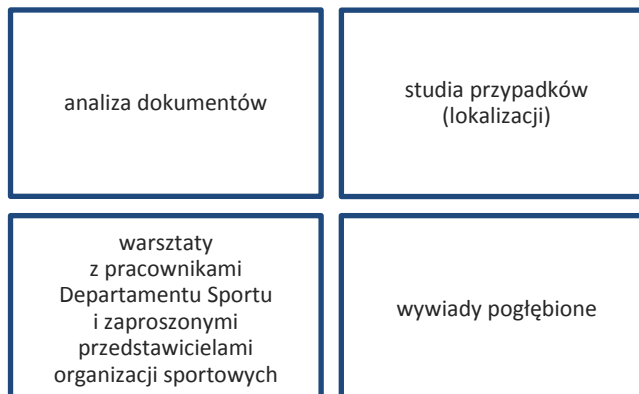 analiza dokumentów
studia przypadków
(lokalizacji)
warsztaty
z pracownikami
Departamentu Sportu
i zaproszonymi
przedstawicielami
organizacji sportowych
wywiady pogłębione